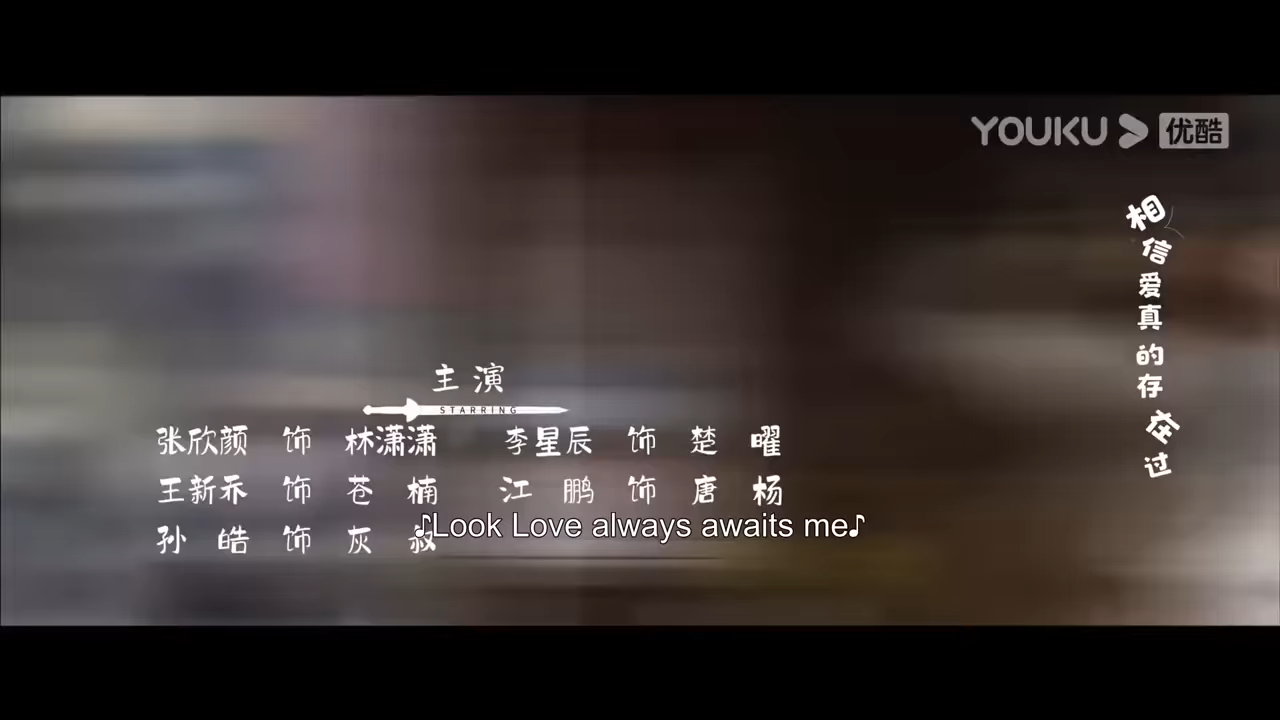 YOUKU 优酷
相信爱真的存在过
主演
STARRING
张欣颜 饰 林潇潇 李星辰 饰 楚曜
王新乔 饰 苍楠 江鹏 饰 唐杨
孙皓 饰 灰叔
♪Look Love always awaits me♪